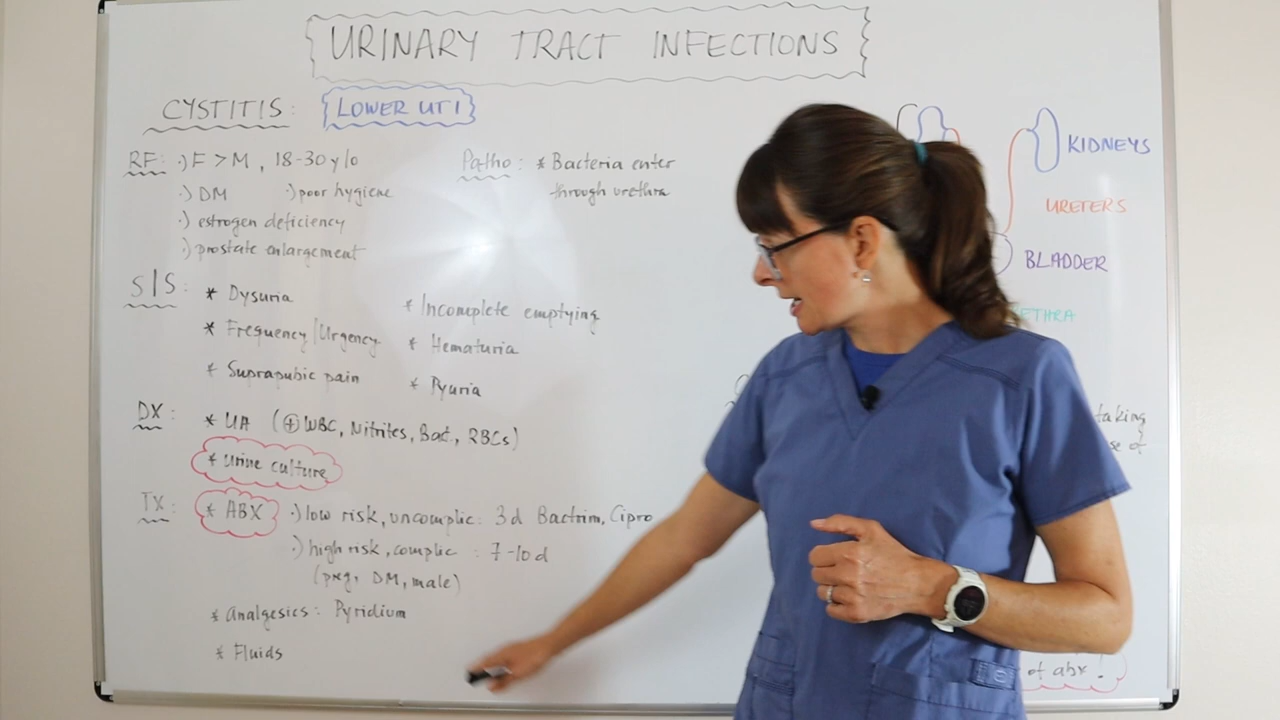 URINARY TRACT INFECTIONS
CYSTITIS: LOWER UTI
RF: ·) F > M , 18-30 y/o
·) DM ·) poor hygiene
·) estrogen deficiency
·) prostate enlargement
Patho: * Bacteria enter
through urethra
S/S: * Dysuria
* Frequency/Urgency
* Suprapubic pain
* Incomplete emptying
* Hematuria
* Pyuria
DX: * UA (⊕ WBC, Nitrites, Bact., RBCs)
* Urine culture
TX: * ABX ·) low risk, uncomplic: 3 d Bactrim, Cipro
·) high risk, complic : 7-10 d
(preg, DM, male)
* Analgesics: Pyridium
* Fluids
KIDNEYS
URETERS
BLADDER
ETHRA
taking
se of
of abx!